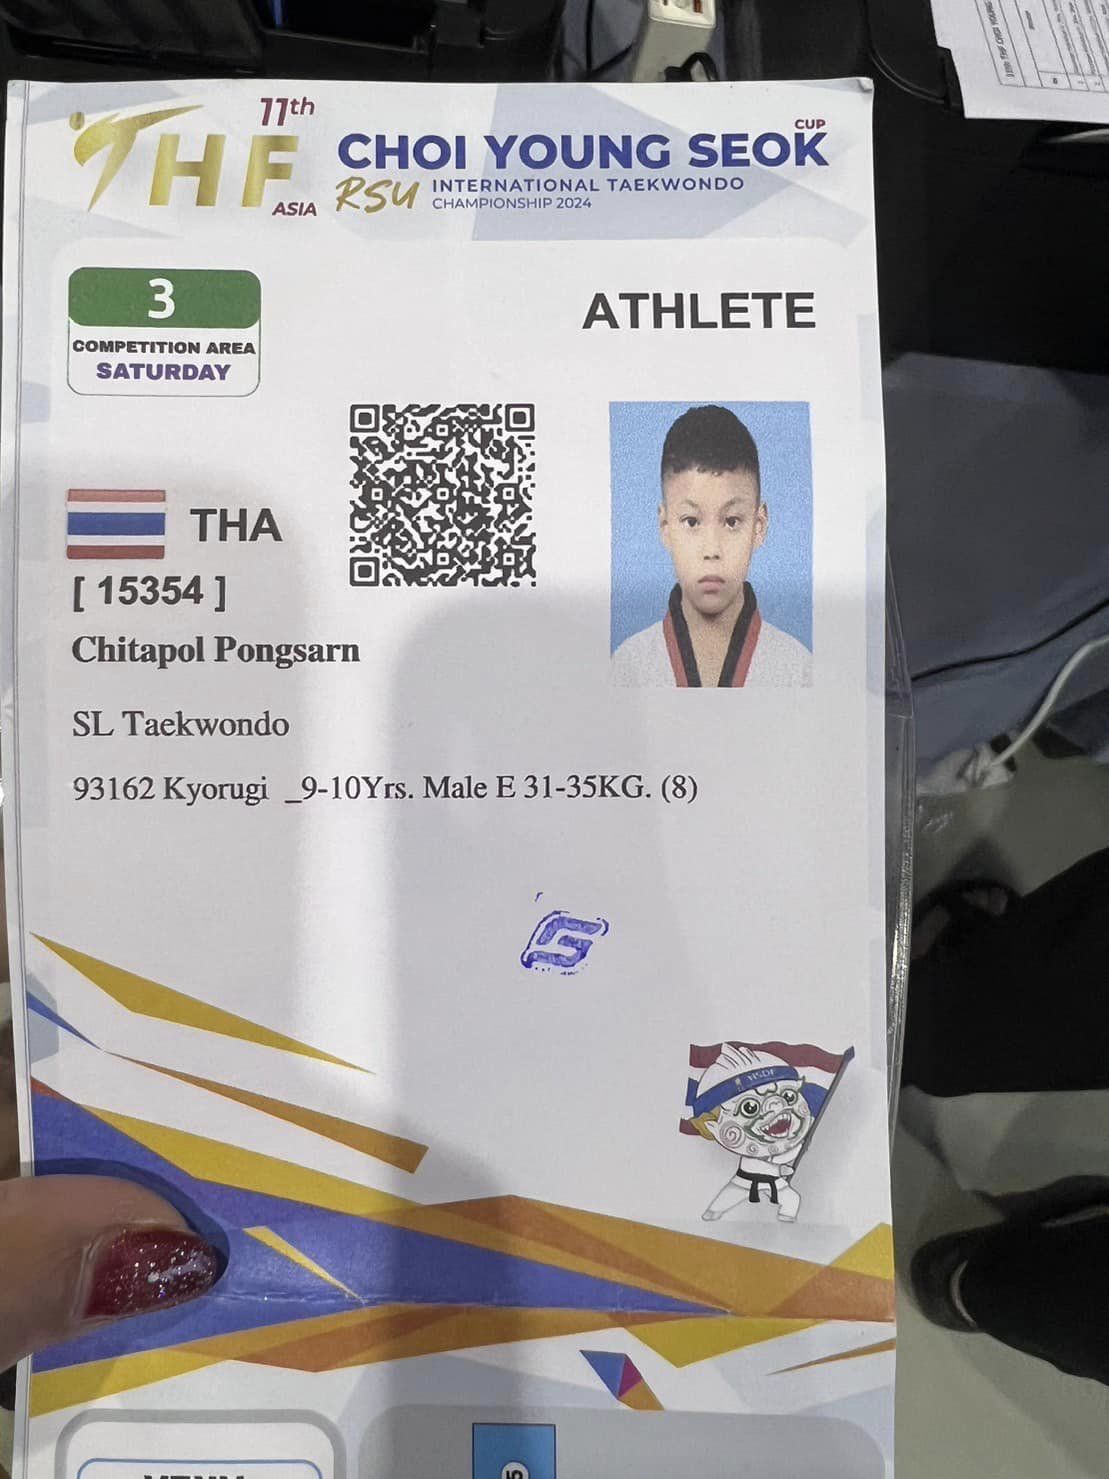 11th
THF
ASIA
CHOI YOUNG SEOK CUP
RSU INTERNATIONAL TAEKWONDO
CHAMPIONSHIP 2024
3
COMPETITION AREA
SATURDAY
ATHLETE
THA
[ 15354 ]
Chitapol Pongsarn
SL Taekwondo
93162 Kyorugi _9-10Yrs. Male E 31-35KG. (8)